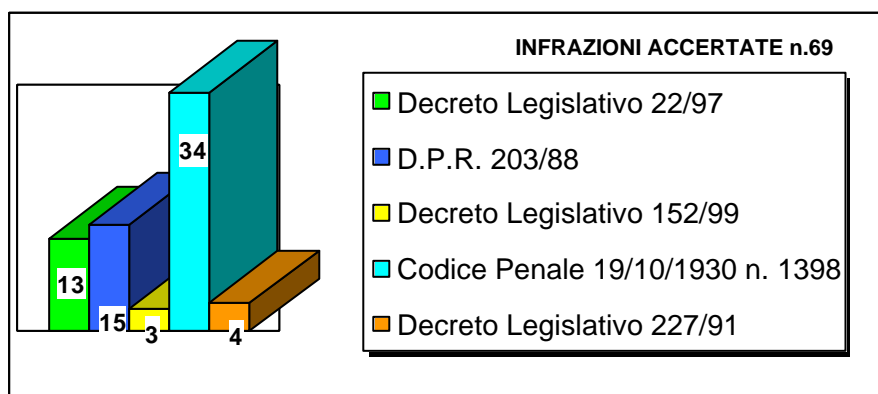 INFRAZIONI ACCERTATE n.69
Decreto Legislativo 22/97
D.P.R. 203/88
Decreto Legislativo 152/99
Codice Penale 19/10/1930 n. 1398
Decreto Legislativo 227/91
34
13
15
3
4